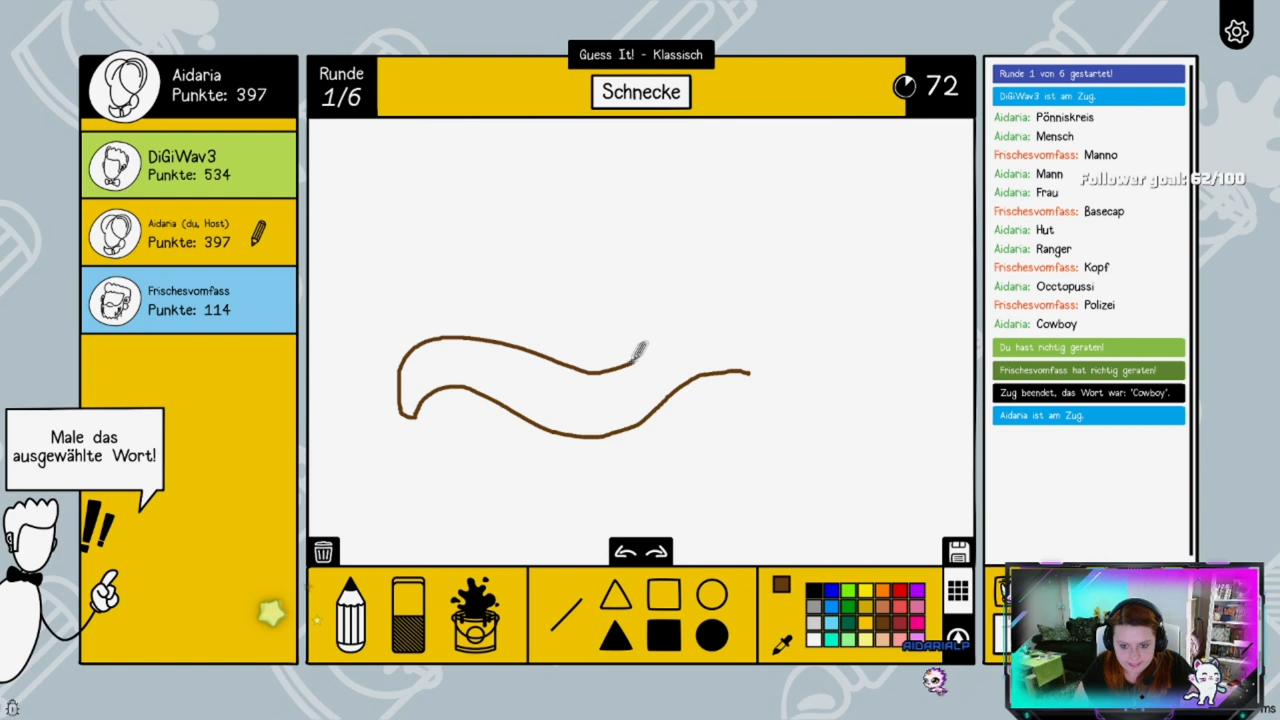 Guess It! - Klassisch
Aidaria
Punkte: 397
Runde
1/6
Schnecke
72
DiGiWav3
Punkte: 534
Aidaria (du, Host)
Punkte: 397
Frischesvomfass
Punkte: 114
Male das
ausgewählte Wort!
Runde 1 von 6 gestartet!
DiGiWav3 ist am Zug.
Aidaria: Pönniskreis
Aidaria: Mensch
Frischesvomfass: Manno
Aidaria: Mann
Follower goal: 62/100
Aidaria: Frau
Frischesvomfass: Basecap
Aidaria: Hut
Aidaria: Ranger
Frischesvomfass: Kopf
Aidaria: Occtopussi
Frischesvomfass: Polizei
Aidaria: Cowboy
Du hast richtig geraten!
Frischesvomfass hat richtig geraten!
Zug beendet, das Wort war: 'Cowboy'.
Aidaria ist am Zug.
AIDARIALP
ms